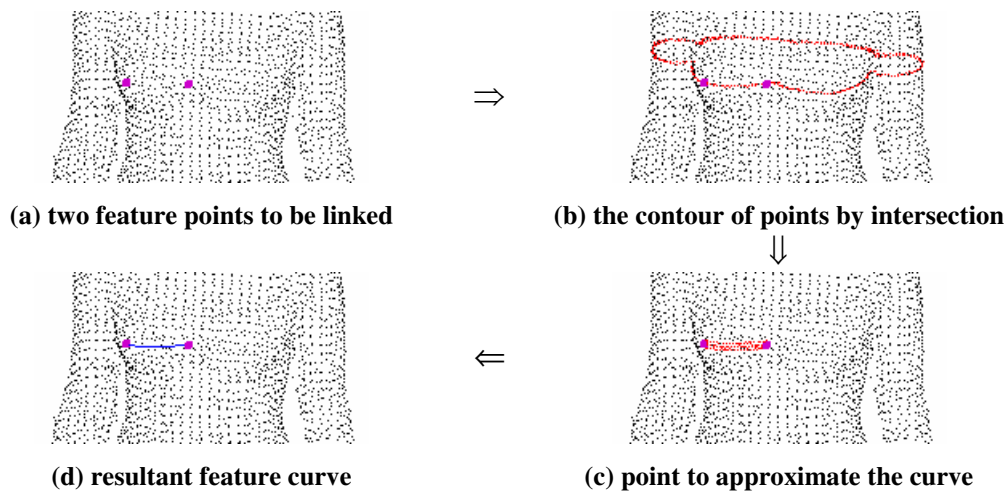 (a) two feature points to be linked
⇒
(b) the contour of points by intersection
⇓
(c) point to approximate the curve
⇐
(d) resultant feature curve